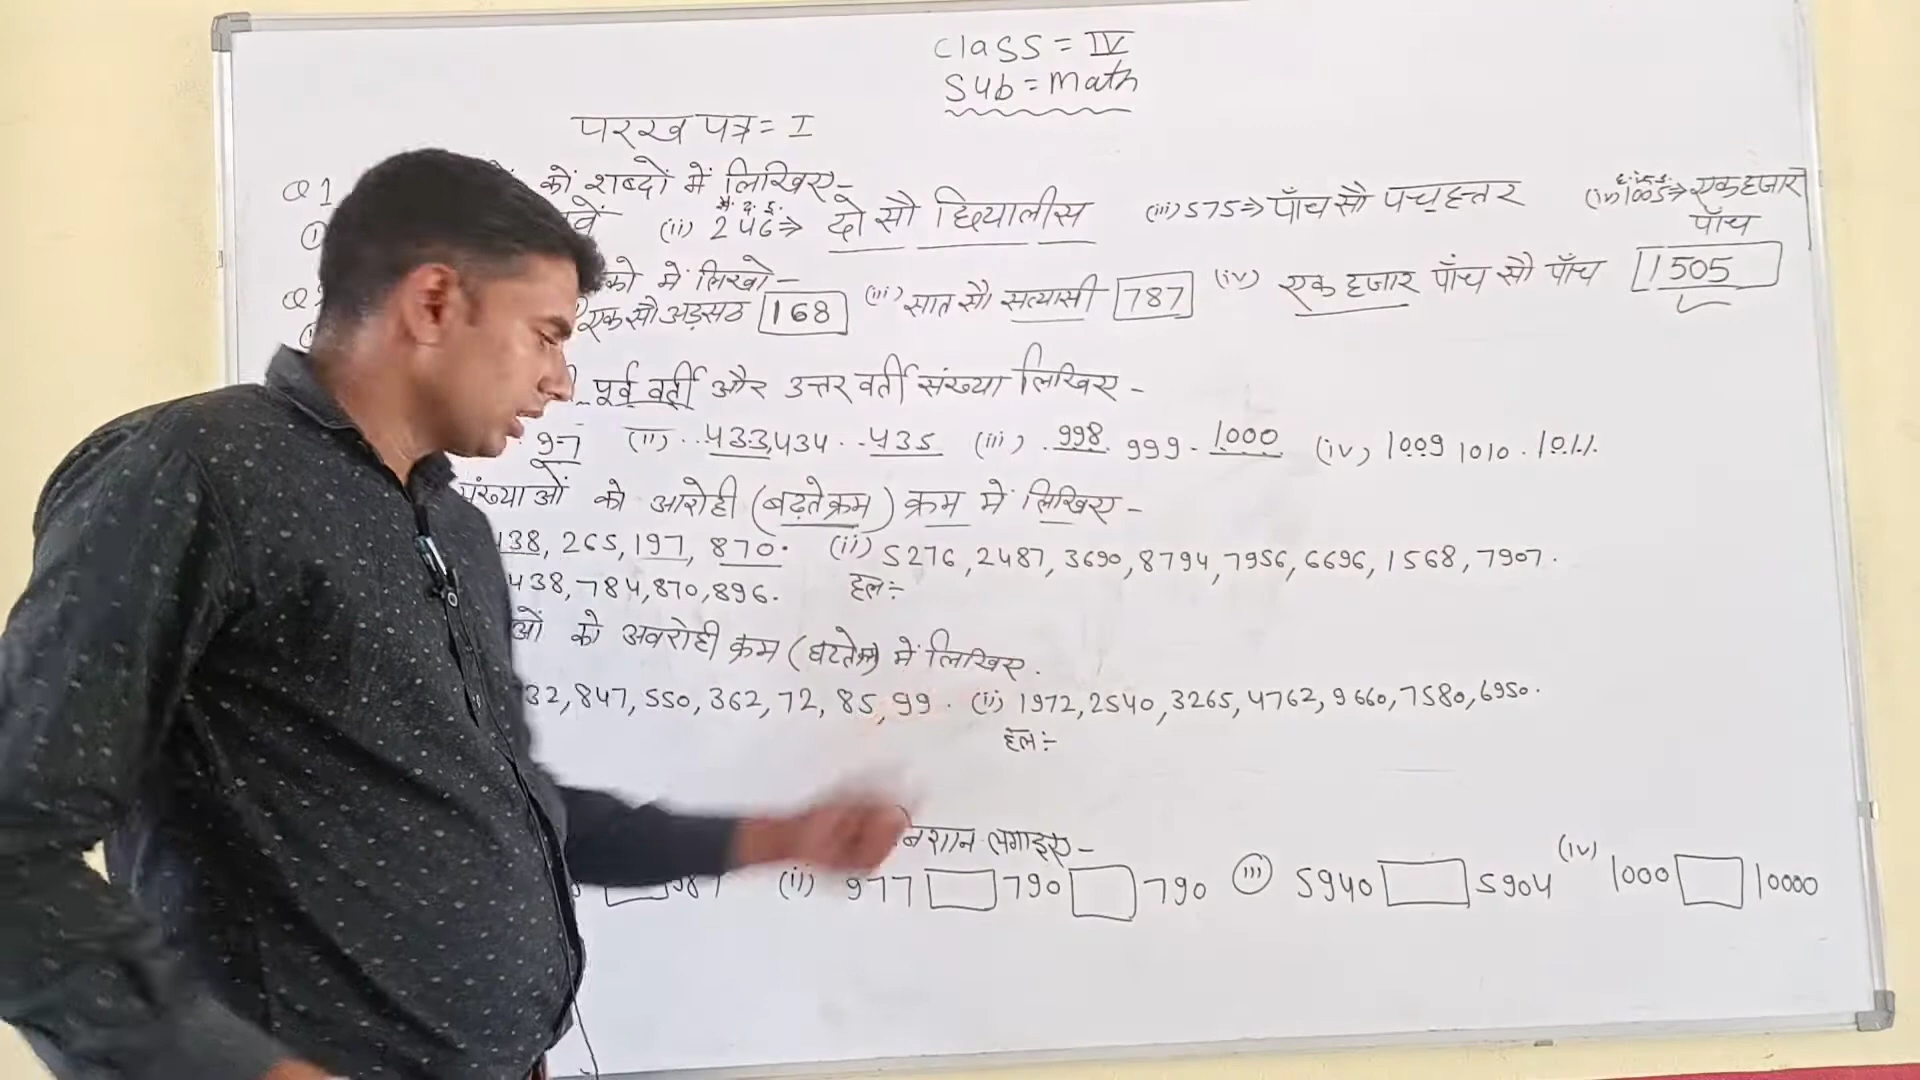 Class = IV
Sub = Math
परख पत्र = I
Q 1 को शब्दों में लिखिए-
(ii) 246 ⇒ दो सौ छियालीस (iii) 575 ⇒ पाँच सौ पचहत्तर (iv) 1005 ⇒ एक हजार
पाँच
को में लिखो-
एक सौ अड़सठ 168 (iii) सात सौ सत्यासी 787 (iv) एक हजार पाँच सौ पाँच 1505
पूर्व वर्ती और उत्तर वर्ती संख्या लिखिए -
97 (ii) ..433,434..435 (iii) .998. 999. 1000 (iv) 1009 1010.1011.
संख्याओं को आरोही (बढ़तेक्रम) क्रम में लिखिए -
438, 265, 197, 870. (ii) 5276, 2487, 3690, 8794, 7956, 6696, 1568, 7907.
438, 784, 870, 896. हल:-
ओं को अवरोही क्रम (घटतेक्रम) में लिखिए.
32, 847, 550, 362, 72, 85, 99. (ii) 1972, 2540, 3265, 4762, 9660, 7580, 6950.
हल:-
निशान लगाइए-
(ii) 977 790 790 (iii) 5940 5904 (iv) 1000 10000